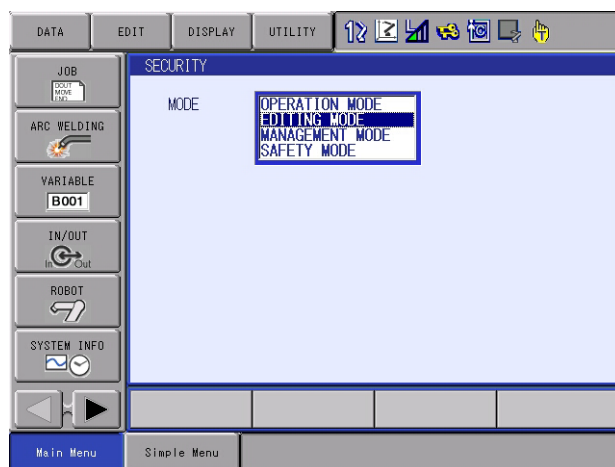 DATA
EDIT
DISPLAY
UTILITY
12
JOB
DOUT
MOVE
END
SECURITY
MODE
OPERATION MODE
EDITING MODE
MANAGEMENT MODE
SAFETY MODE
ARC WELDING
VARIABLE
B001
IN/OUT
In
Out
ROBOT
SYSTEM INFO
Main Menu
Simple Menu